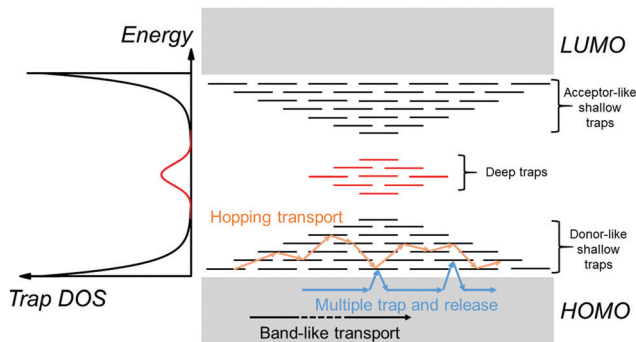 Energy
LUMO
Acceptor-like
shallow
traps
Deep traps
Hopping transport
Donor-like
shallow
traps
Multiple trap and release
Trap DOS
HOMO
Band-like transport